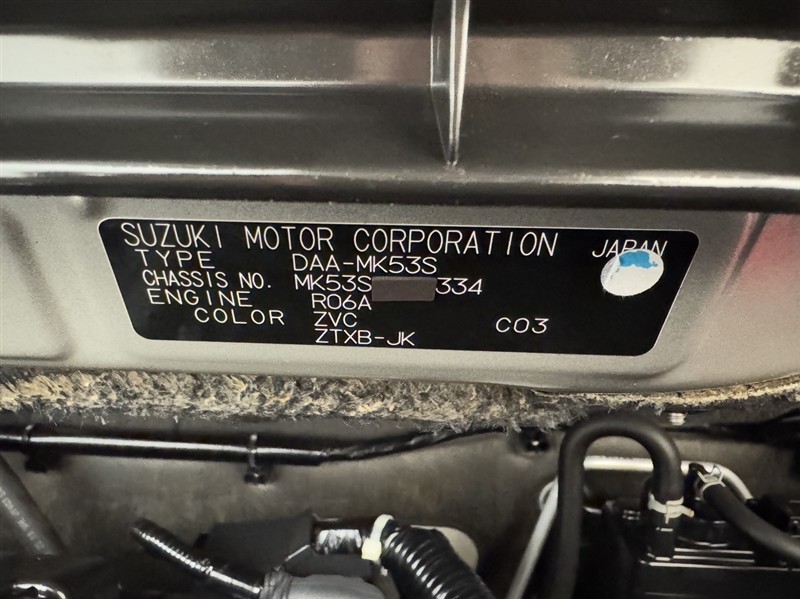 SUZUKI MOTOR CORPORATION JAPAN
TYPE DAA-MK53S
CHASSIS NO. MK53S 334
ENGINE R06A
COLOR ZVC C03
ZTXB-JK